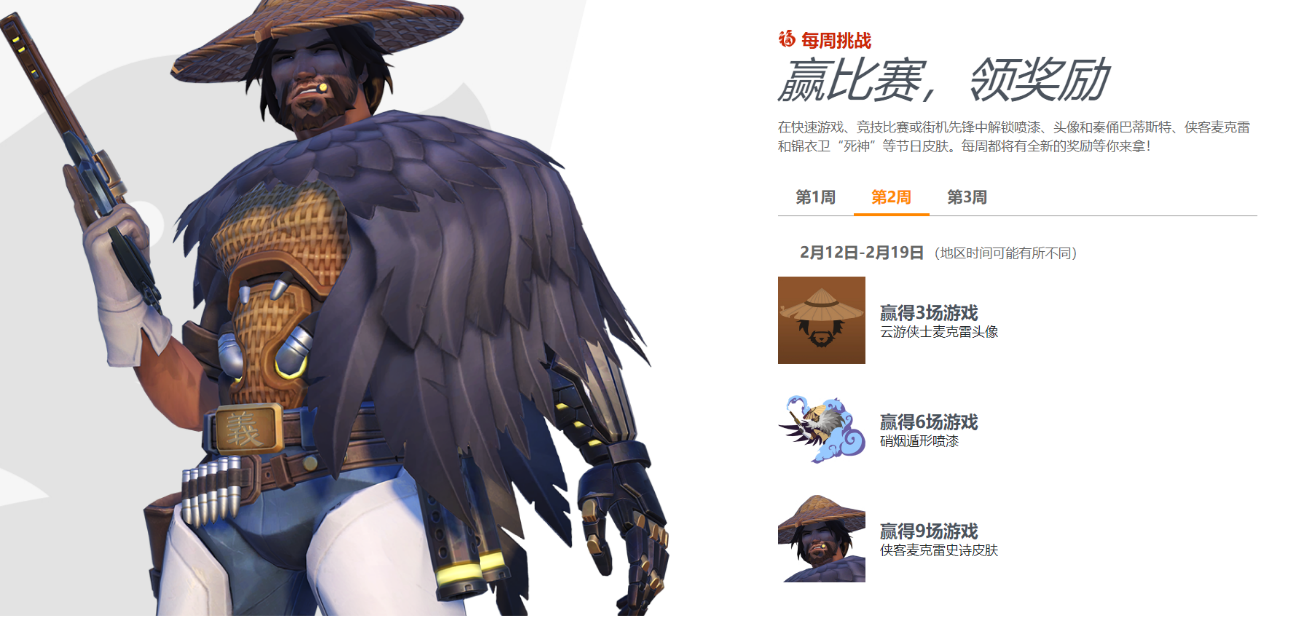 福 每周挑战
赢比赛，领奖励
在快速游戏、竞技比赛或街机先锋中解锁喷漆、头像和秦俑巴蒂斯特、侠客麦克雷
和锦衣卫“死神”等节日皮肤。每周都将有全新的奖励等你来拿！
第1周 第2周 第3周
2月12日-2月19日（地区时间可能有所不同）
赢得3场游戏
云游侠士麦克雷头像
赢得6场游戏
硝烟遁形喷漆
義
赢得9场游戏
侠客麦克雷史诗皮肤